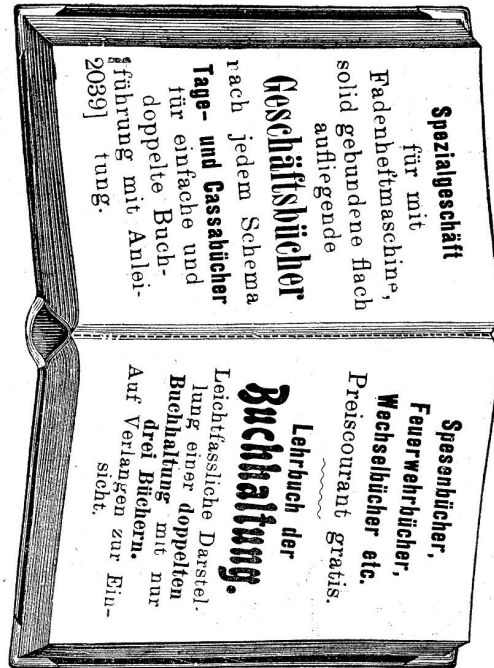 Spezialgeschäft
für mit
Fadenheftmaschine,
solid gebundene flach
aufliegende
Geschäftsbücher
nach jedem Schema
Tage- und Cassabücher
für einfache und
doppelte Buch-
führung mit Anlei-
2039] tung.
Spesenbücher,
Feuerwehrbücher,
Wechselbücher etc.
Preiscourant gratis.
Lehrbuch der
Buchhaltung.
Leichtfassliche Darstel-
lung einer doppelten
Buchhaltung mit nur
drei Büchern.
Auf Verlangen zur Ein-
sicht.